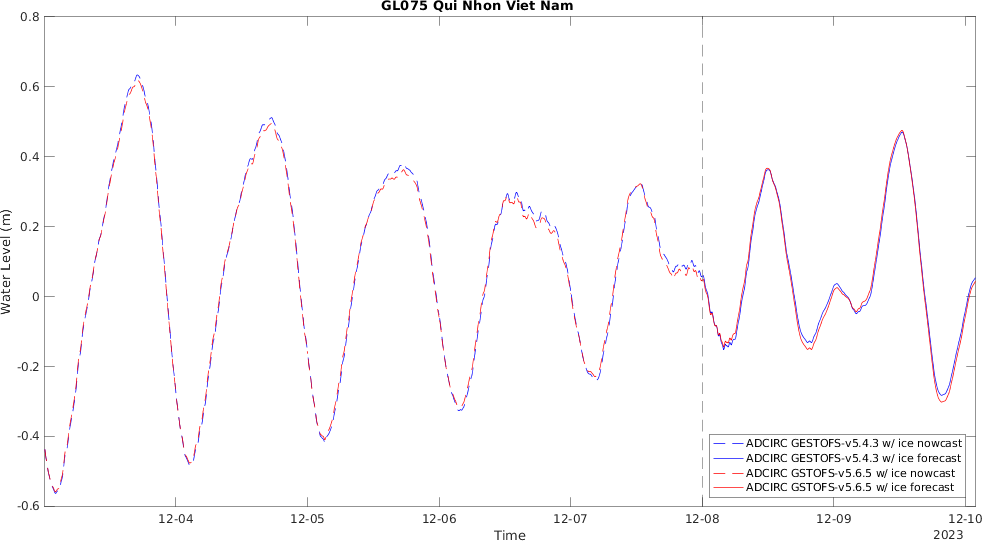 GL075 Qui Nhon Viet Nam
0.8
0.6
0.4
0.2
0
-0.2
-0.4
-0.6
Water Level (m)
12-04
12-05
12-06
12-07
12-08
12-09
12-10
Time
2023
ADCIRC GESTOFS-v5.4.3 w/ ice nowcast
ADCIRC GESTOFS-v5.4.3 w/ ice forecast
ADCIRC GSTOFS-v5.6.5 w/ ice nowcast
ADCIRC GSTOFS-v5.6.5 w/ ice forecast